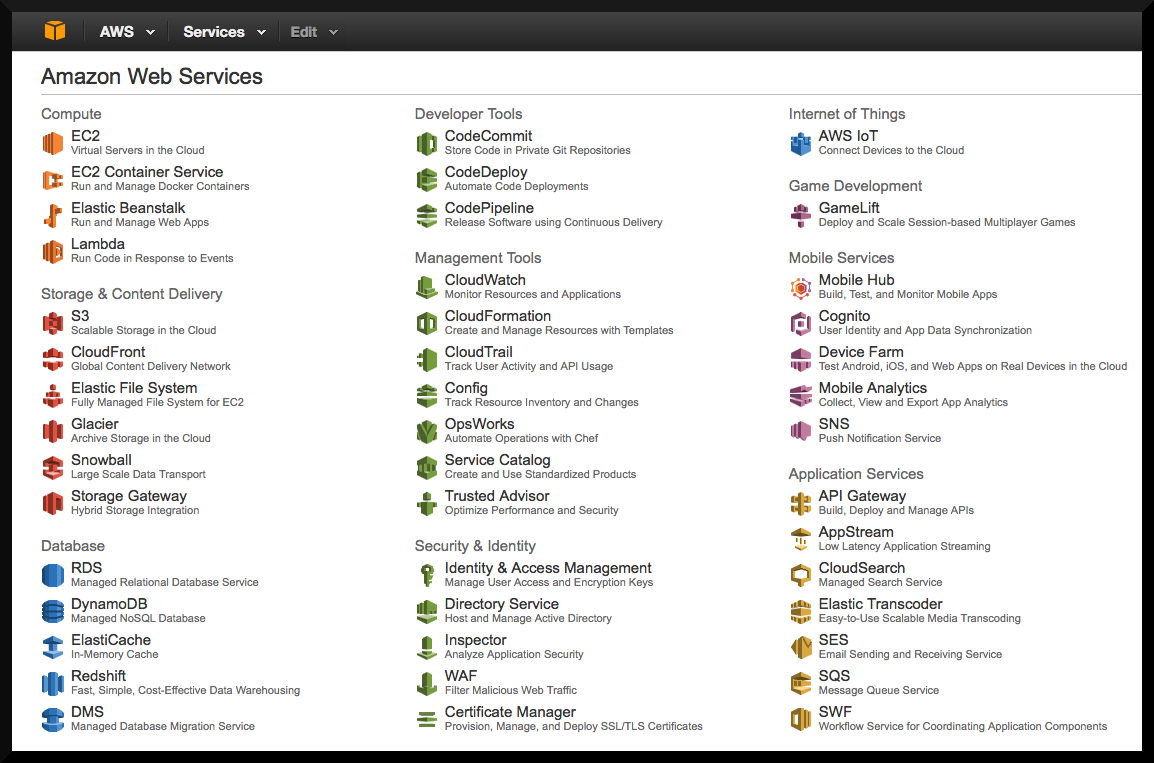 AWS
Services
Edit
Amazon Web Services
Compute
EC2
Virtual Servers in the Cloud
EC2 Container Service
Run and Manage Docker Containers
Elastic Beanstalk
Run and Manage Web Apps
Lambda
Run Code in Response to Events
Storage & Content Delivery
S3
Scalable Storage in the Cloud
CloudFront
Global Content Delivery Network
Elastic File System
Fully Managed File System for EC2
Glacier
Archive Storage in the Cloud
Snowball
Large Scale Data Transport
Storage Gateway
Hybrid Storage Integration
Database
RDS
Managed Relational Database Service
DynamoDB
Managed NoSQL Database
ElastiCache
In-Memory Cache
Redshift
Fast, Simple, Cost-Effective Data Warehousing
DMS
Managed Database Migration Service
Developer Tools
CodeCommit
Store Code in Private Git Repositories
CodeDeploy
Automate Code Deployments
CodePipeline
Release Software using Continuous Delivery
Management Tools
CloudWatch
Monitor Resources and Applications
CloudFormation
Create and Manage Resources with Templates
CloudTrail
Track User Activity and API Usage
Config
Track Resource Inventory and Changes
OpsWorks
Automate Operations with Chef
Service Catalog
Create and Use Standardized Products
Trusted Advisor
Optimize Performance and Security
Security & Identity
Identity & Access Management
Manage User Access and Encryption Keys
Directory Service
Host and Manage Active Directory
Inspector
Analyze Application Security
WAF
Filter Malicious Web Traffic
Certificate Manager
Provision, Manage, and Deploy SSL/TLS Certificates
Internet of Things
AWS IoT
Connect Devices to the Cloud
Game Development
GameLift
Deploy and Scale Session-based Multiplayer Games
Mobile Services
Mobile Hub
Build, Test, and Monitor Mobile Apps
Cognito
User Identity and App Data Synchronization
Device Farm
Test Android, iOS, and Web Apps on Real Devices in the Cloud
Mobile Analytics
Collect, View and Export App Analytics
SNS
Push Notification Service
Application Services
API Gateway
Build, Deploy and Manage APIs
AppStream
Low Latency Application Streaming
CloudSearch
Managed Search Service
Elastic Transcoder
Easy-to-Use Scalable Media Transcoding
SES
Email Sending and Receiving Service
SQS
Message Queue Service
SWF
Workflow Service for Coordinating Application Components